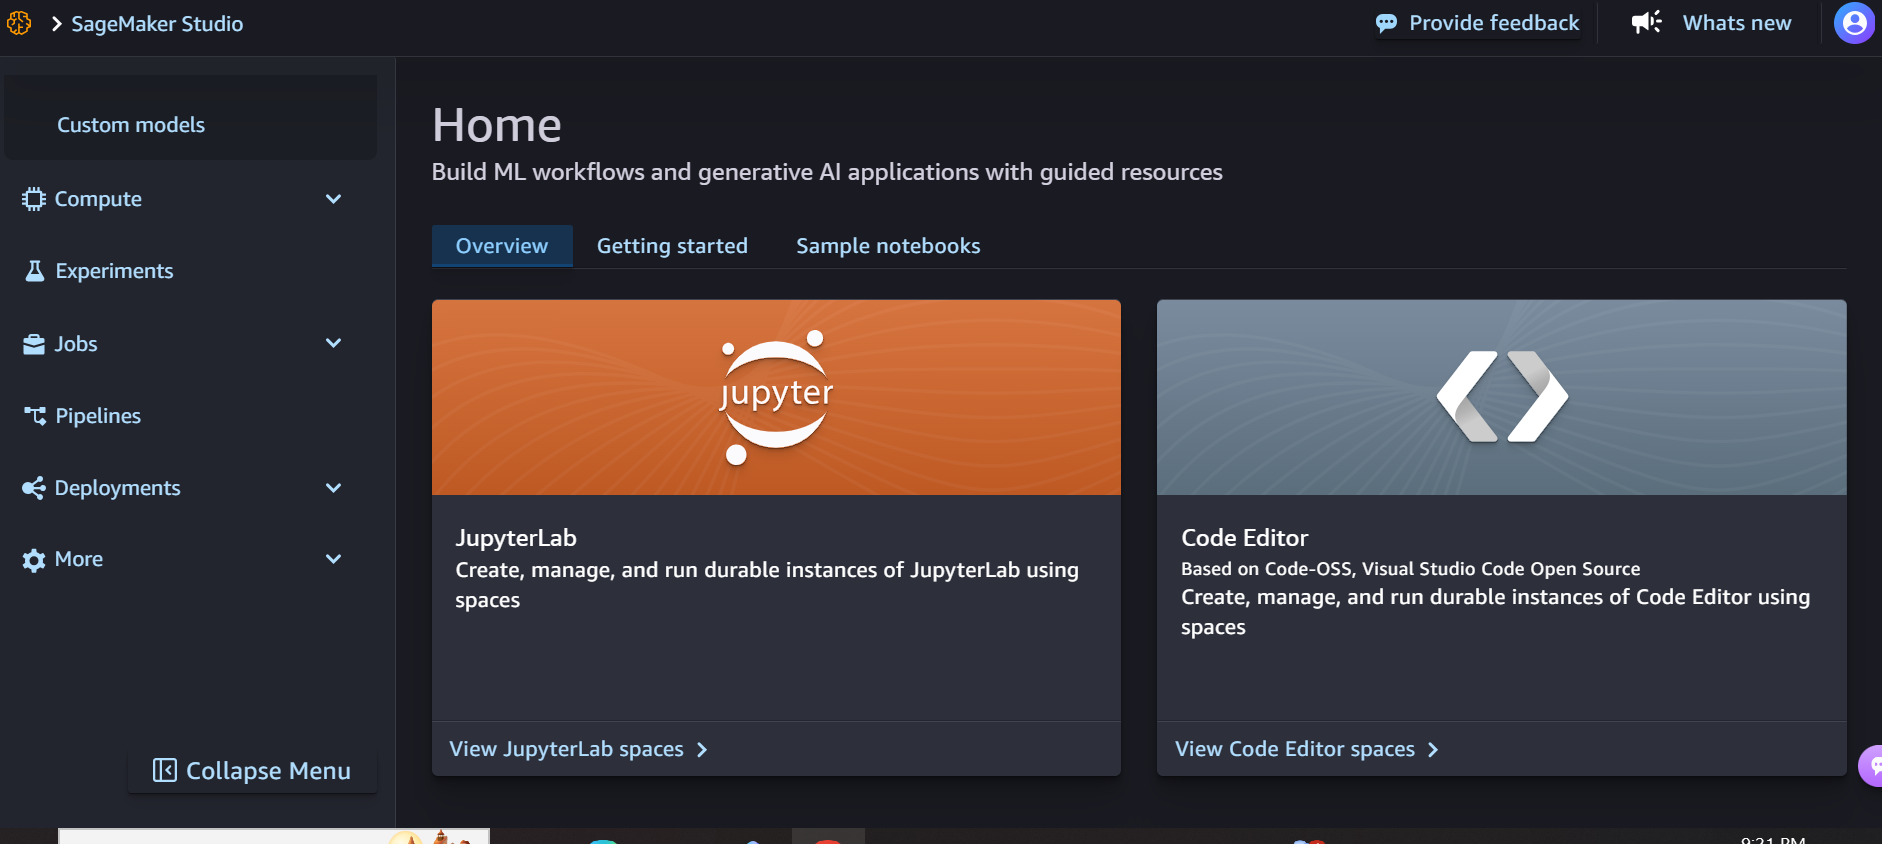 SageMaker Studio
Provide feedback
Whats new
Custom models
Compute
Experiments
Jobs
Pipelines
Deployments
More
Collapse Menu
Home
Build ML workflows and generative AI applications with guided resources
Overview
Getting started
Sample notebooks
jupyter
JupyterLab
Create, manage, and run durable instances of JupyterLab using
spaces
View JupyterLab spaces
Code Editor
Based on Code-OSS, Visual Studio Code Open Source
Create, manage, and run durable instances of Code Editor using
spaces
View Code Editor spaces
9:21 PM